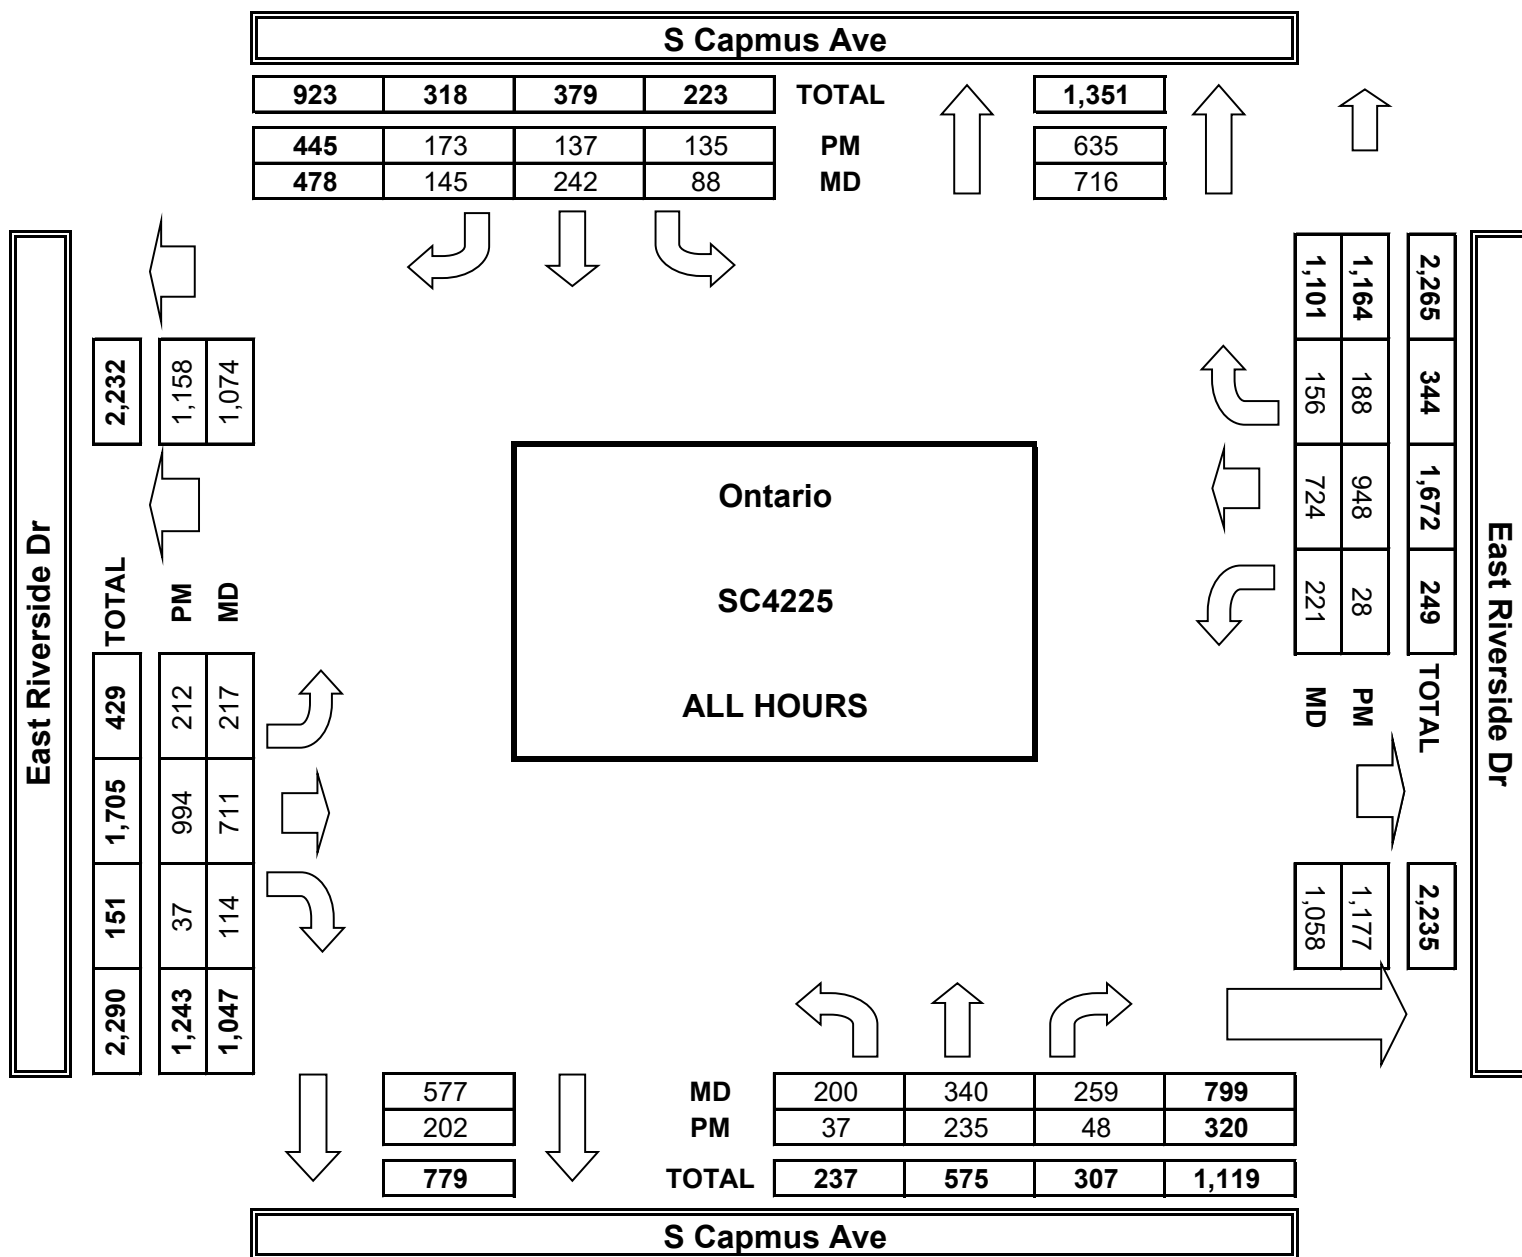 S Capmus Ave
923 318 379 223 TOTAL 1,351
445 173 137 135 PM 635
478 145 242 88 MD 716
East Riverside Dr
2,232
1,158
1,074
TOTAL
PM
MD
429 1,705 151 2,290
212 994 37 1,243
217 711 114 1,047
Ontario
SC4225
ALL HOURS
2,265 344 1,672 249 TOTAL 2,235
1,164 188 948 28 PM 1,177
1,101 156 724 221 MD 1,058
East Riverside Dr
577 MD 200 340 259 799
202 PM 37 235 48 320
779 TOTAL 237 575 307 1,119
S Capmus Ave